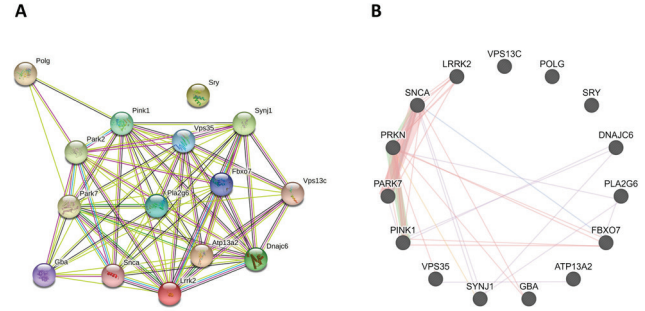 A
Polg
Sry
Pink1
Synj1
Vps35
Park2
Fbxo7
Vps13c
Park7
Pla2g6
Atp13a2
Dnajc6
Gba
Snca
Lrrk2
B
VPS13C
LRRK2
POLG
SNCA
SRY
PRKN
DNAJC6
PARK7
PLA2G6
PINK1
FBXO7
VPS35
ATP13A2
SYNJ1
GBA